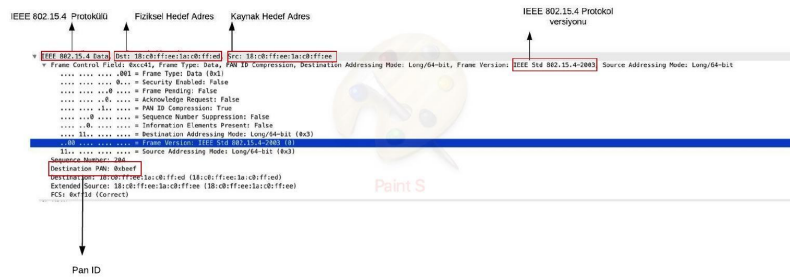 IEEE 802.15.4 Protokolü
Fiziksel Hedef Adres
Kaynak Hedef Adres
IEEE 802.15.4 Protokol
versiyonu
IEEE 802.15.4 Data, Dst: 18:c0:ff:ee:1a:c0:ff:ed, Src: 18:c0:ff:ee:1a:c0:ff:ee
Frame Control Field: 0xcc41, Frame Type: Data, PAN ID Compression, Destination Addressing Mode: Long/64-bit, Frame Version: IEEE Std 802.15.4-2003, Source Addressing Mode: Long/64-bit
.... .... .... .001 = Frame Type: Data (0x1)
.... .... .... 0... = Security Enabled: False
.... .... ...0 .... = Frame Pending: False
.... .... ..0. .... = Acknowledge Request: False
.... .... .1.. .... = PAN ID Compression: True
.... ...0 .... .... = Sequence Number Suppression: False
.... ..0. .... .... = Information Elements Present: False
.... 11.. .... .... = Destination Addressing Mode: Long/64-bit (0x3)
..00 .... .... .... = Frame Version: IEEE Std 802.15.4-2003 (0)
11.. .... .... .... = Source Addressing Mode: Long/64-bit (0x3)
Sequence Number: 204
Destination PAN: 0xbeef
Destination: 18:c0:ff:ee:1a:c0:ff:ed (18:c0:ff:ee:1a:c0:ff:ed)
Extended Source: 18:c0:ff:ee:1a:c0:ff:ee (18:c0:ff:ee:1a:c0:ff:ee)
FCS: 0xff1d (Correct)
Paint S
Pan ID